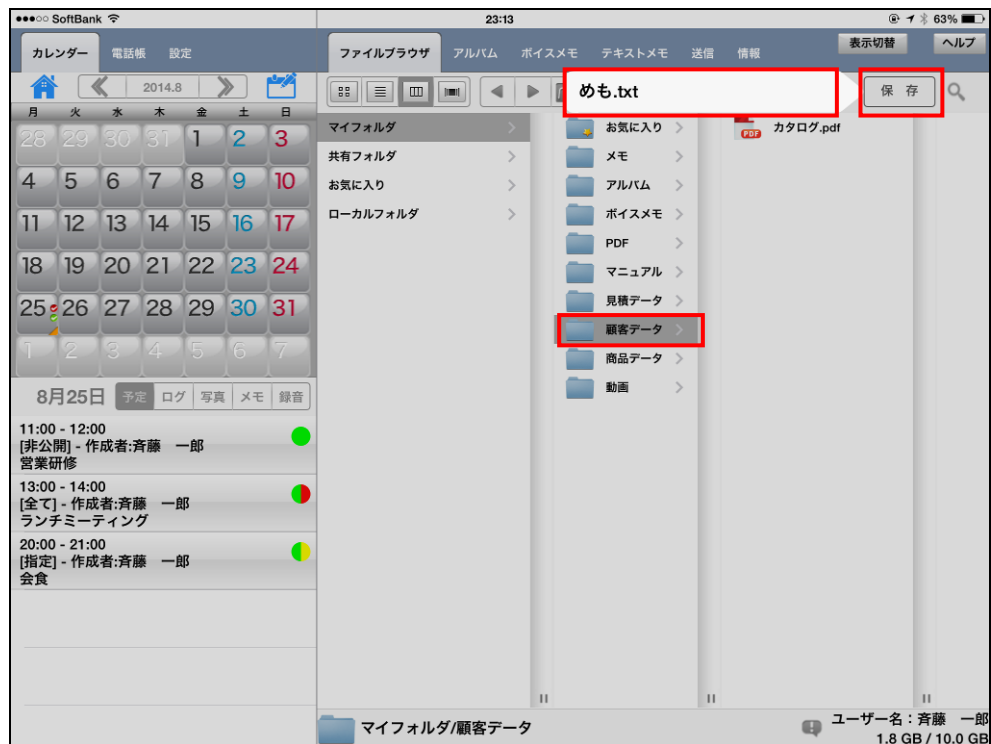 SoftBank
23:13
63%
カレンダー 電話帳 設定
ファイルブラウザ アルバム ボイスメモ テキストメモ 送信 情報
表示切替 ヘルプ
2014.8
めも.txt
保 存
月 火 水 木 金 土 日
28 29 30 31 1 2 3
4 5 6 7 8 9 10
11 12 13 14 15 16 17
18 19 20 21 22 23 24
25 26 27 28 29 30 31
1 2 3 4 5 6 7
8月25日 予定 ログ 写真 メモ 録音
11:00 - 12:00
[非公開] - 作成者:斉藤 一郎
営業研修
13:00 - 14:00
[全て] - 作成者:斉藤 一郎
ランチミーティング
20:00 - 21:00
[指定] - 作成者:斉藤 一郎
会食
マイフォルダ
共有フォルダ
お気に入り
ローカルフォルダ
お気に入り
メモ
アルバム
ボイスメモ
PDF
マニュアル
見積データ
顧客データ
商品データ
動画
PDF カタログ.pdf
マイフォルダ/顧客データ
ユーザー名：斉藤 一郎
1.8 GB / 10.0 GB